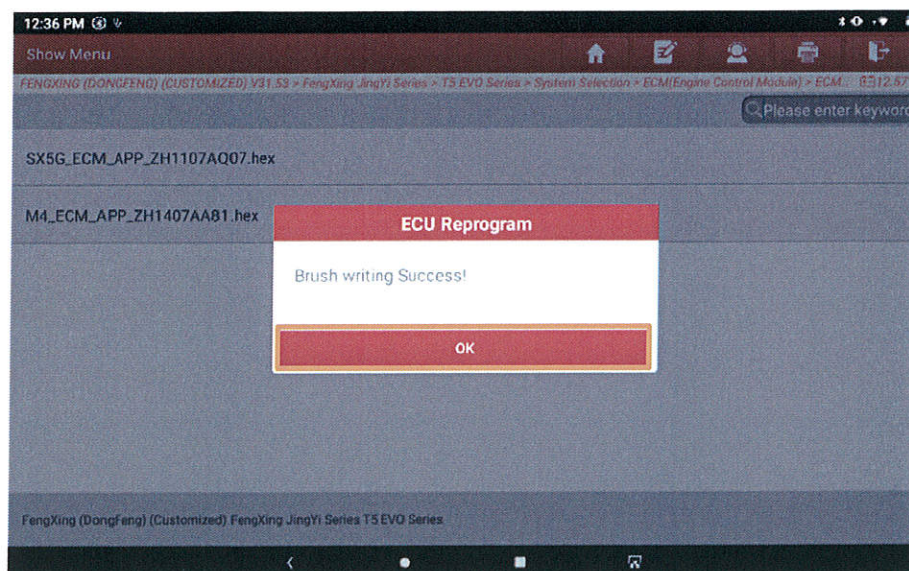 12:36 PM
Show Menu
FENGXING (DONGFENG) (CUSTOMIZED) V31.53 > FengXing JingYi Series > T5 EVO Series > System Selection > ECM(Engine Control Module) > ECM... 12.57
Please enter keyword
SX5G_ECM_APP_ZH1107AQ07.hex
M4_ECM_APP_ZH1407AA81.hex
ECU Reprogram
Brush writing Success!
OK
FengXing (DongFeng) (Customized) FengXing JingYi Series T5 EVO Series